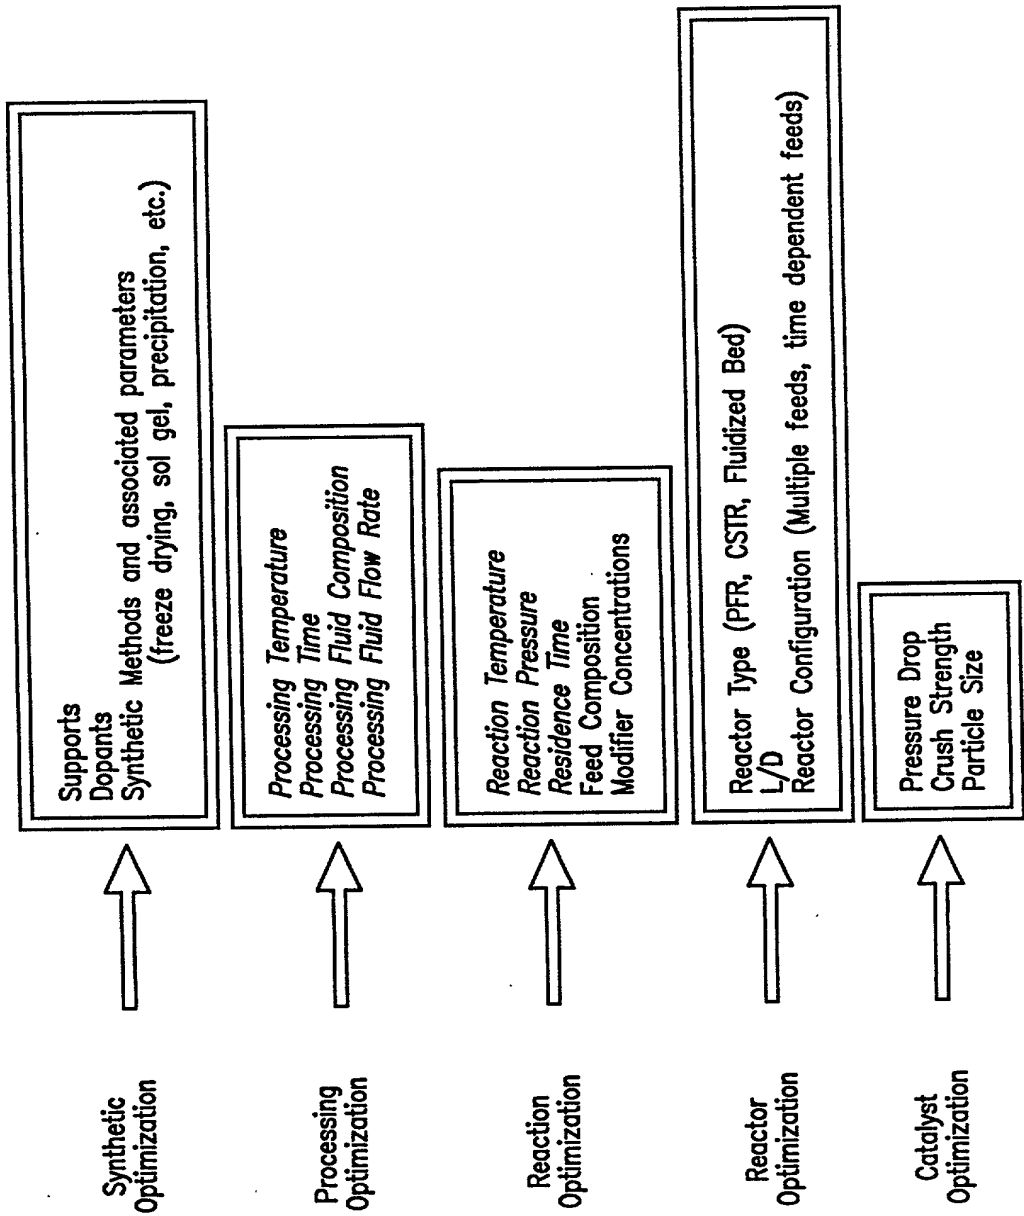 Synthetic
Optimization
Supports
Dopants
Synthetic Methods and associated parameters
(freeze drying, sol gel, precipitation, etc.)
Processing
Optimization
Processing Temperature
Processing Time
Processing Fluid Composition
Processing Fluid Flow Rate
Reaction
Optimization
Reaction Temperature
Reaction Pressure
Residence Time
Feed Composition
Modifier Concentrations
Reactor
Optimization
Reactor Type (PFR, CSTR, Fluidized Bed)
L/D
Reactor Configuration (Multiple feeds, time dependent feeds)
Catalyst
Optimization
Pressure Drop
Crush Strength
Particle Size